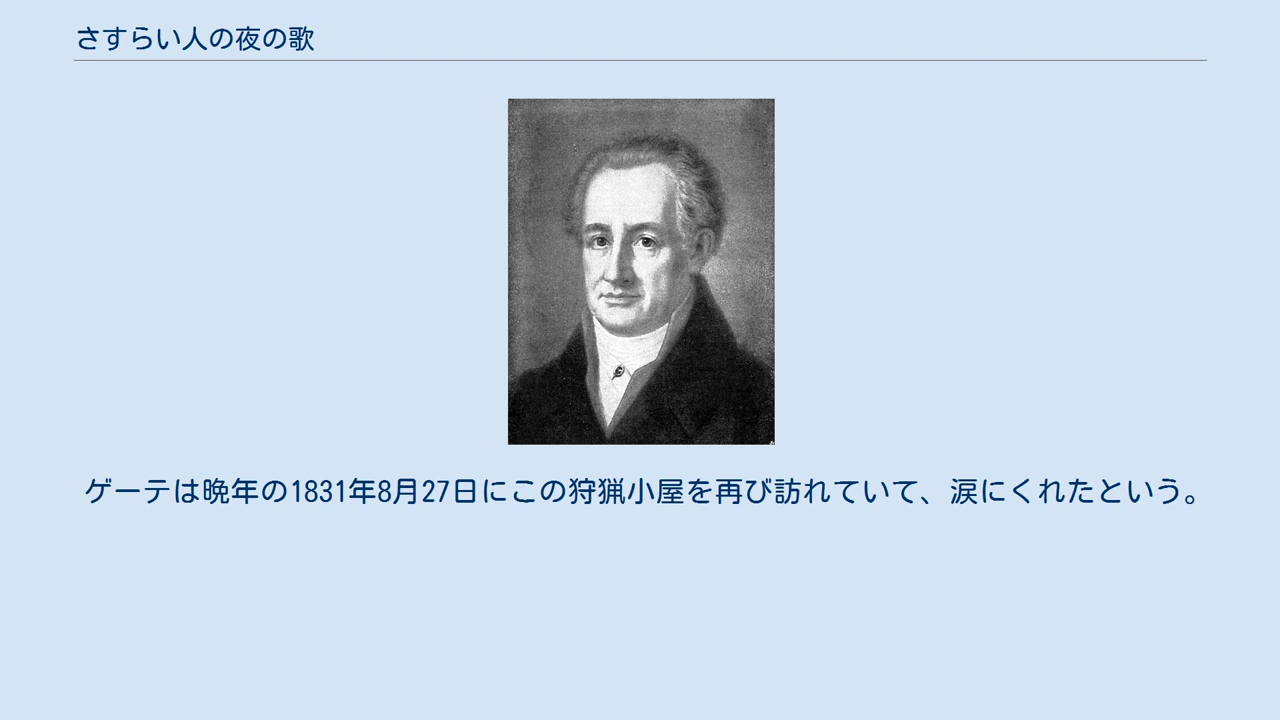 さすらい人の夜の歌
ゲーテは晩年の1831年8月27日にこの狩猟小屋を再び訪れていて、涙にくれたという。